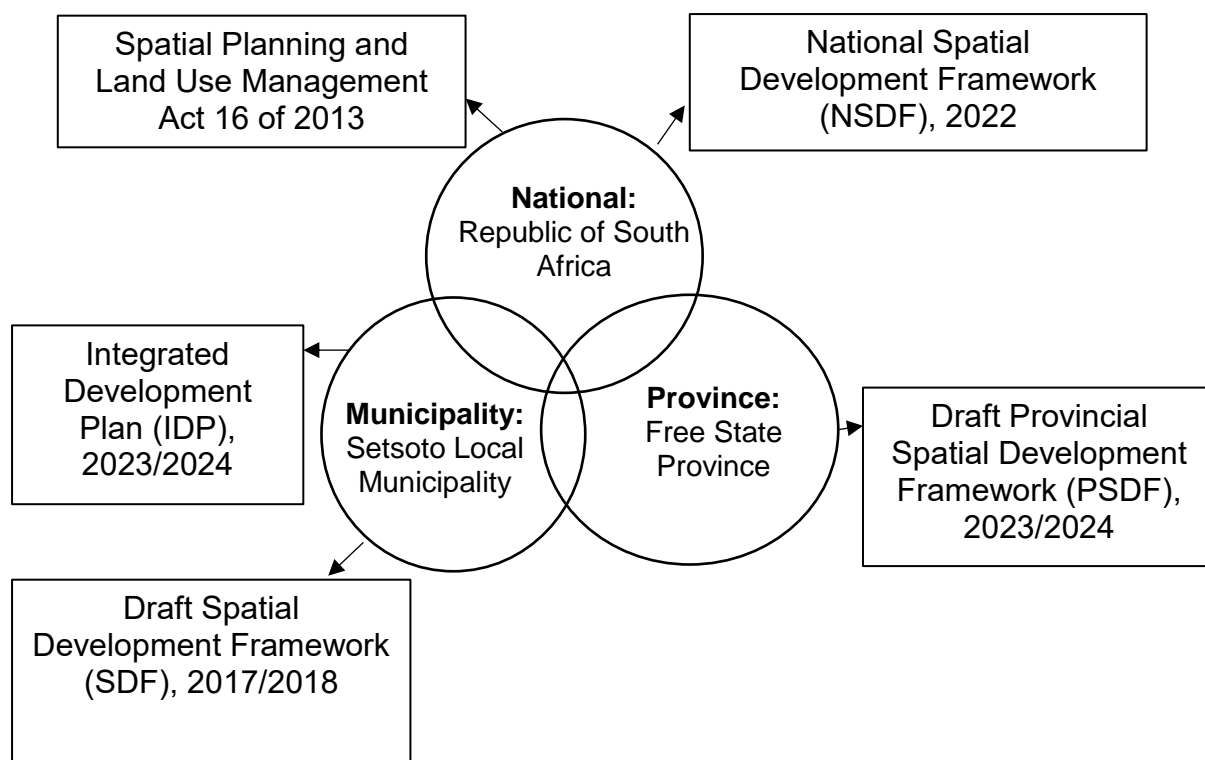 Spatial Planning and
Land Use Management
Act 16 of 2013
National Spatial
Development Framework
(NSDF), 2022
National:
Republic of South
Africa
Integrated
Development
Plan (IDP),
2023/2024
Municipality:
Setsoto Local
Municipality
Province:
Free State
Province
Draft Provincial
Spatial Development
Framework (PSDF),
2023/2024
Draft Spatial
Development Framework
(SDF), 2017/2018